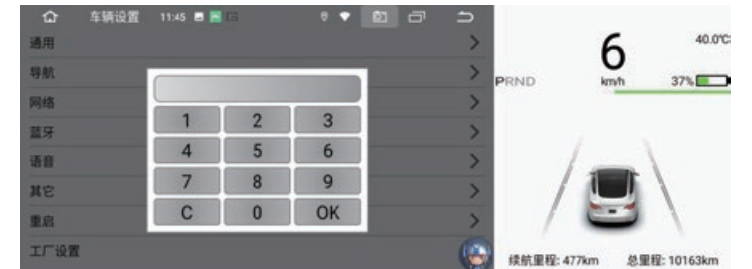 车辆设置 11:45
通用
导航
网络
蓝牙
语音
其它
重启
工厂设置
1 2 3
4 5 6
7 8 9
C 0 OK
6
km/h
40.0℃
PRND
37%
续航里程: 477km 总里程: 10163km